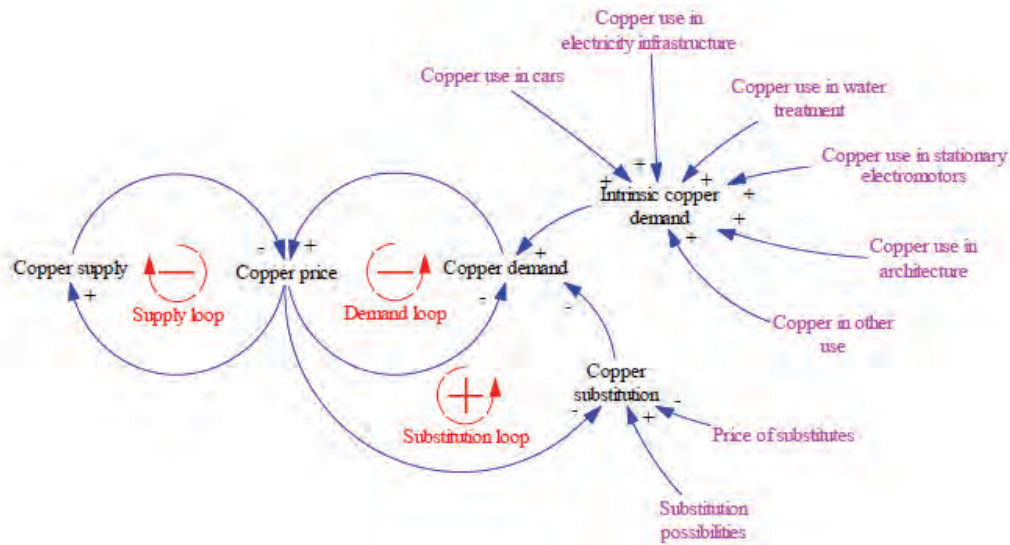 Copper use in
electricity infrastructure
Copper use in cars
Copper use in water
treatment
Copper use in stationary
electromotors
+
+
+
+
+
+
Intrinsic copper
demand
Copper use in
architecture
Copper in other
use
Copper supply
+
Supply loop
-
+
Copper price
Demand loop
+
Copper demand
-
-
Substitution loop
Copper
substitution
-
+
-
Price of substitutes
Substitution
possibilities